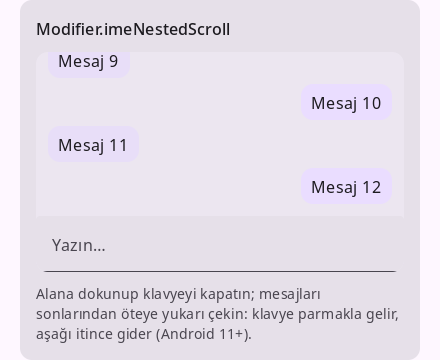 Modifier.imeNestedScroll
Mesaj 9
Mesaj 10
Mesaj 11
Mesaj 12
Yazın...
Alana dokunup klavyeyi kapatın; mesajları
sonlarından öteye yukarı çekin: klavye parmakla gelir,
aşağı itince gider (Android 11+).